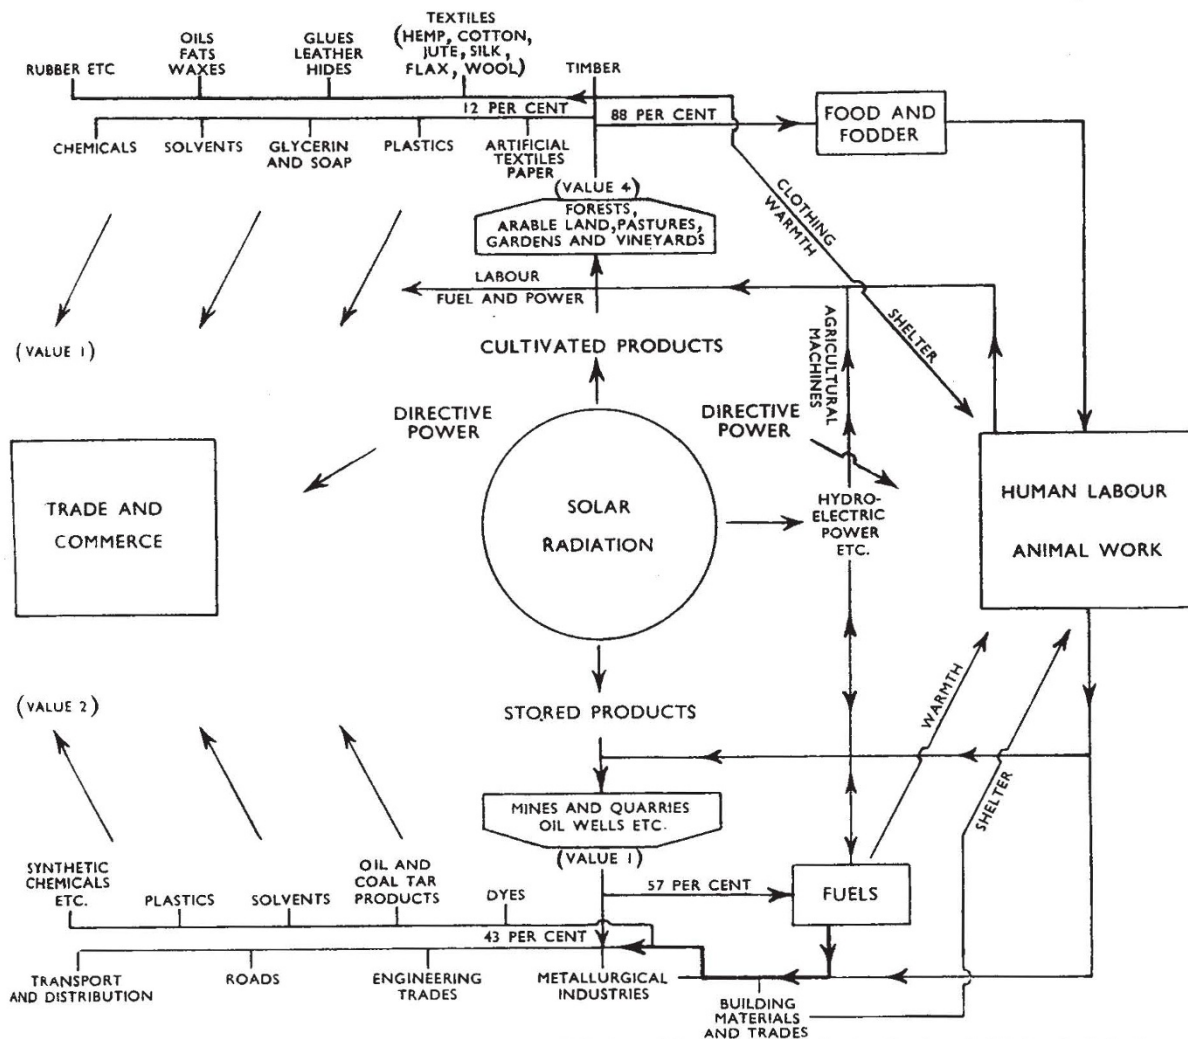 TEXTILES
(HEMP, COTTON,
JUTE, SILK,
FLAX, WOOL)
OILS
FATS
WAXES
GLUES
LEATHER
HIDES
RUBBER ETC
TIMBER
12 PER CENT
88 PER CENT
FOOD AND
FODDER
CHEMICALS
SOLVENTS
GLYCERIN
AND SOAP
PLASTICS
ARTIFICIAL
TEXTILES
PAPER
(VALUE 4)
FORESTS,
ARABLE LAND, PASTURES,
GARDENS AND VINEYARDS
CLOTHING
WARMTH
SHELTER
LABOUR
FUEL AND POWER
AGRICULTURAL
MACHINES
(VALUE 1)
CULTIVATED PRODUCTS
DIRECTIVE
POWER
DIRECTIVE
POWER
TRADE AND
COMMERCE
SOLAR
RADIATION
HYDRO-
ELECTRIC
POWER
ETC.
HUMAN LABOUR
ANIMAL WORK
(VALUE 2)
STORED PRODUCTS
WARMTH
SHELTER
MINES AND QUARRIES
OIL WELLS ETC.
(VALUE 1)
57 PER CENT
FUELS
SYNTHETIC
CHEMICALS
ETC.
PLASTICS
SOLVENTS
OIL AND
COAL TAR
PRODUCTS
DYES
43 PER CENT
TRANSPORT
AND DISTRIBUTION
ROADS
ENGINEERING
TRADES
METALLURGICAL
INDUSTRIES
BUILDING
MATERIALS
AND TRADES